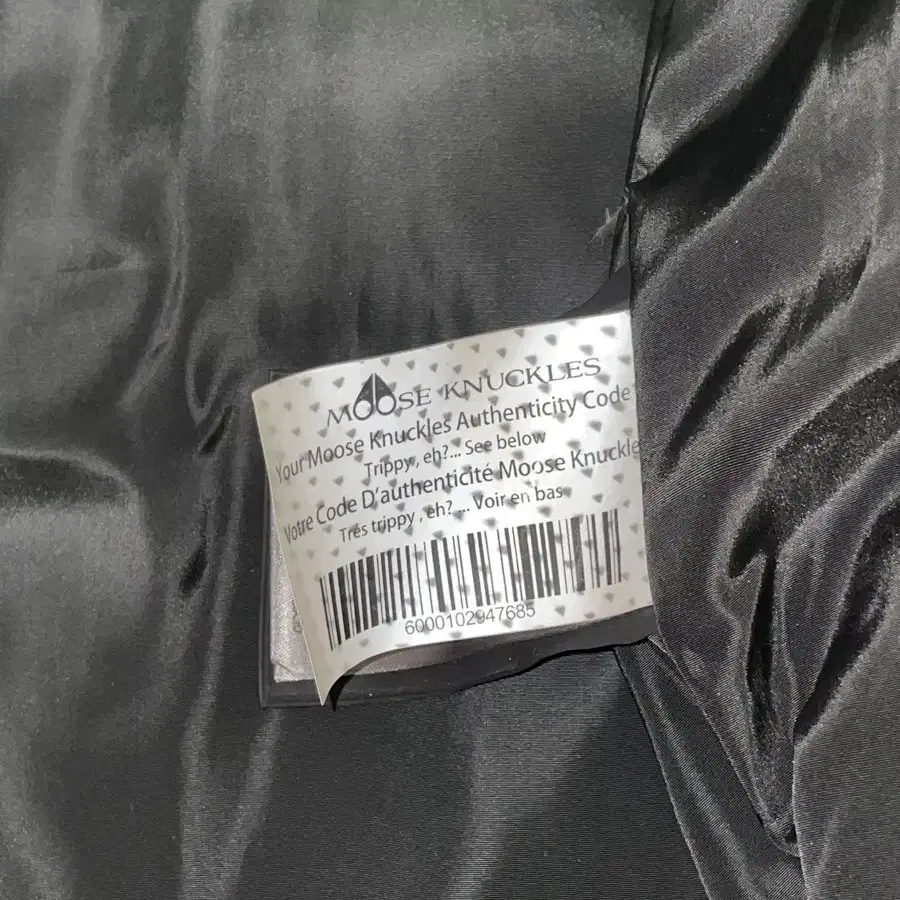 MOOSE KNUCKLES
Your Moose Knuckles Authenticity Code
Trippy , eh?... See below
Votre Code D'authenticité Moose Knuckle
Trés trippy , eh? ... Voir en bas
6000102947685